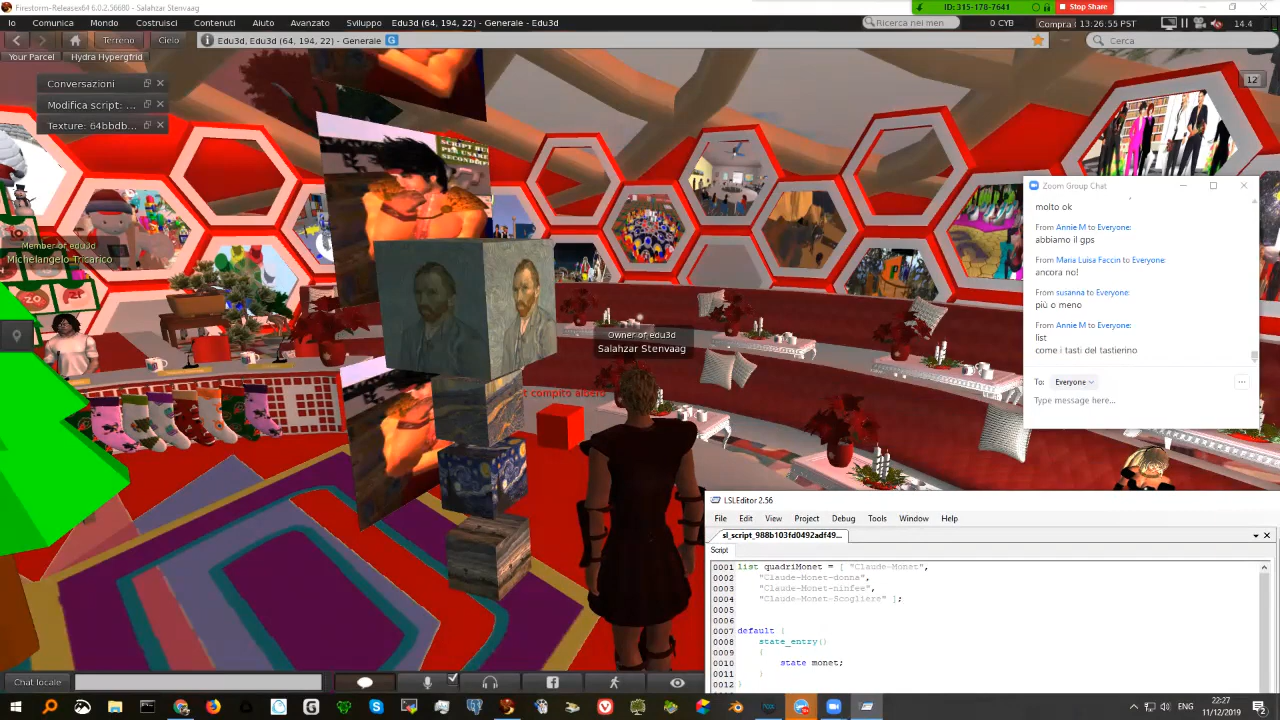 Firestorm-Releasex64 6.0.2.56680 - Salahzar Stenvaag
ID: 315-178-7641
Stop Share
Comunica
Mondo
Contenuti
Aiuto
Avanzato
Sviluppo
Edu3d (64, 194, 22) - Generale - Edu3d
Ricerca nei men
0 CYB
Compra
13:26:55 PST
14.4
Terreno
Cielo
Edu3d, Edu3d (64, 194, 22) - Generale
G
Cerca
Your Parcel
Hydra Hypergfrid
12
Conversazioni
Modifica script: ...
Texture: 64bbdb...
SCRIPT BUI
PER USAME
SECONDIF
Member of edu3d
Michelangelo Tricarico
Owner of edu3d
Salahzar Stenvaag
compito albero
Zoom Group Chat
molto ok
From Annie M to Everyone:
abbiamo il gps
From Maria Luisa Faccin to Everyone:
ancora no!
From susanna to Everyone:
più o meno
From Annie M to Everyone:
list
come i tasti del tastierino
To: Everyone
...
Type message here...
LSLEditor 2.56
File Edit View Project Debug Tools Window Help
sl_script_988b103fd0492adf49...
Script
0001 list quadriMonet = [ "Claude-Monet",
0002 "Claude-Monet-donna",
0003 "Claude-Monet-ninfee",
0004 "Claude-Monet-Scogliere" ];
0005
0006
0007 default {
0008 state_entry()
0009 {
0010 state monet;
0011 }
0012
Chat locale
ENG
22:27
11/12/2019